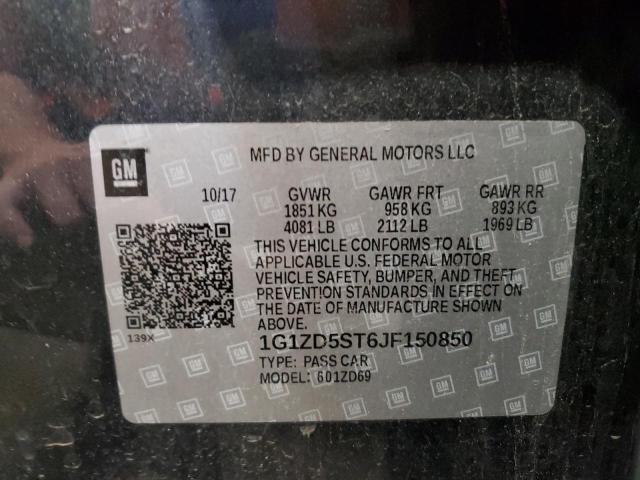 GM
MFD BY GENERAL MOTORS LLC
10/17 GVWR GAWR FRT GAWR RR
1851 KG 958 KG 893 KG
4081 LB 2112 LB 1969 LB
THIS VEHICLE CONFORMS TO ALL
APPLICABLE U.S. FEDERAL MOTOR
VEHICLE SAFETY, BUMPER, AND THEFT
PREVENTION STANDARDS IN EFFECT ON
THE DATE OF MANUFACTURE SHOWN
ABOVE.
139X
1G1ZD5ST6JF150850
TYPE: PASS CAR
MODEL: 601ZD69